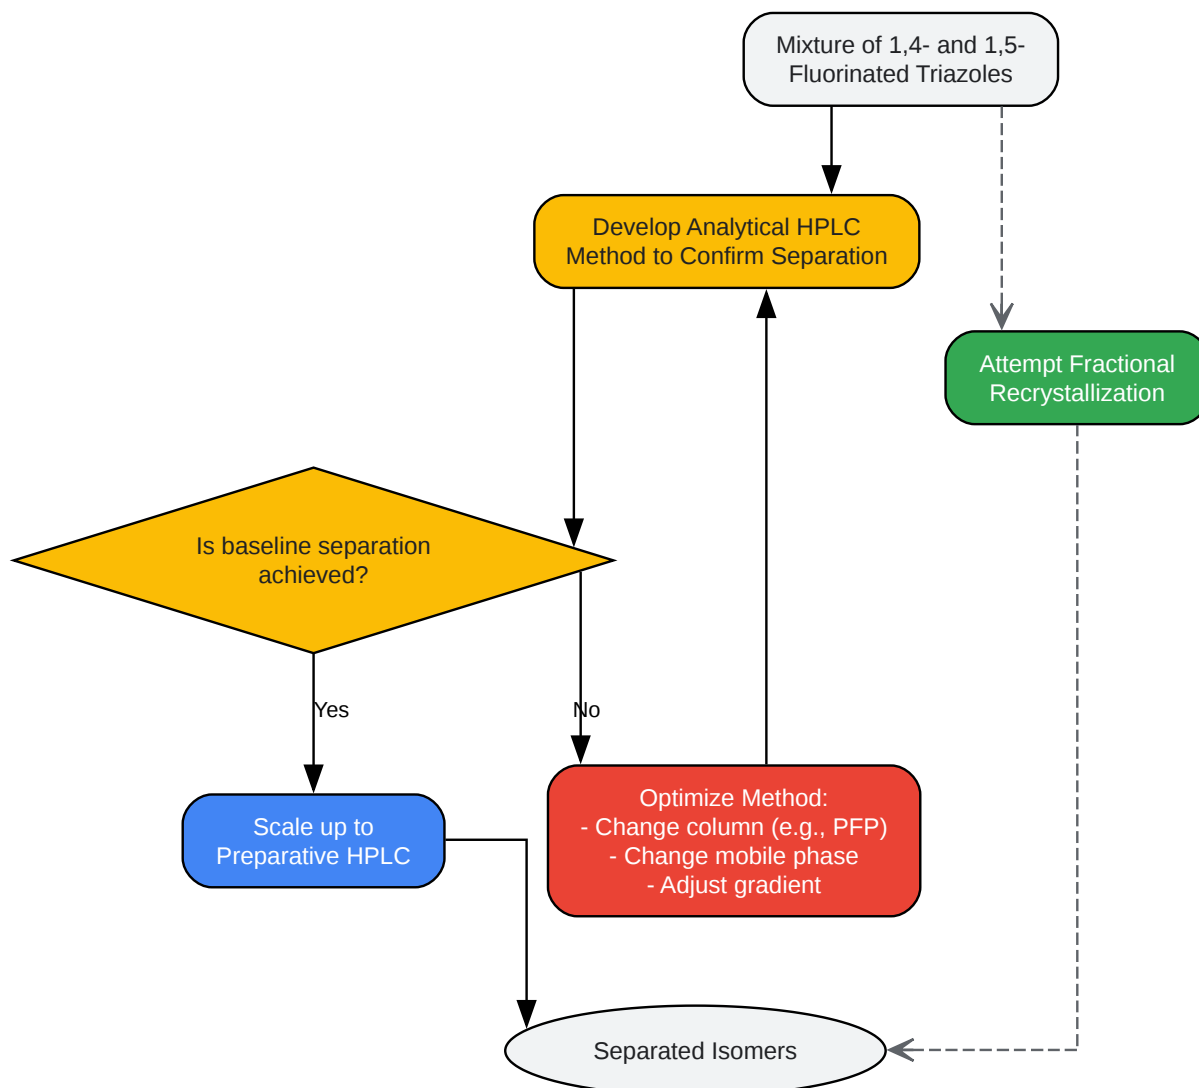 Mixture of 1,4- and 1,5-
Fluorinated Triazoles
Develop Analytical HPLC
Method to Confirm Separation
Attempt Fractional
Recrystallization
Is baseline separation
achieved?
Yes
No
Scale up to
Preparative HPLC
Optimize Method:
- Change column (e.g., PFP)
- Change mobile phase
- Adjust gradient
Separated Isomers